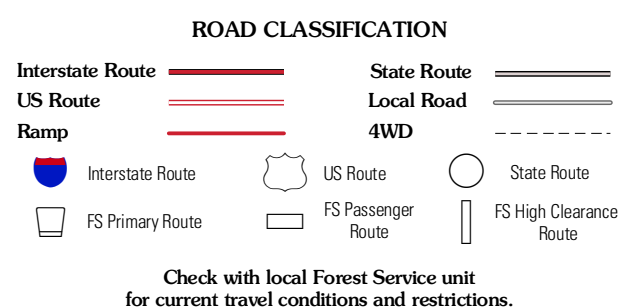 ROAD CLASSIFICATION
Interstate Route
State Route
US Route
Local Road
Ramp
4WD
Interstate Route
US Route
State Route
FS Primary Route
FS Passenger
Route
FS High Clearance
Route
Check with local Forest Service unit
for current travel conditions and restrictions.